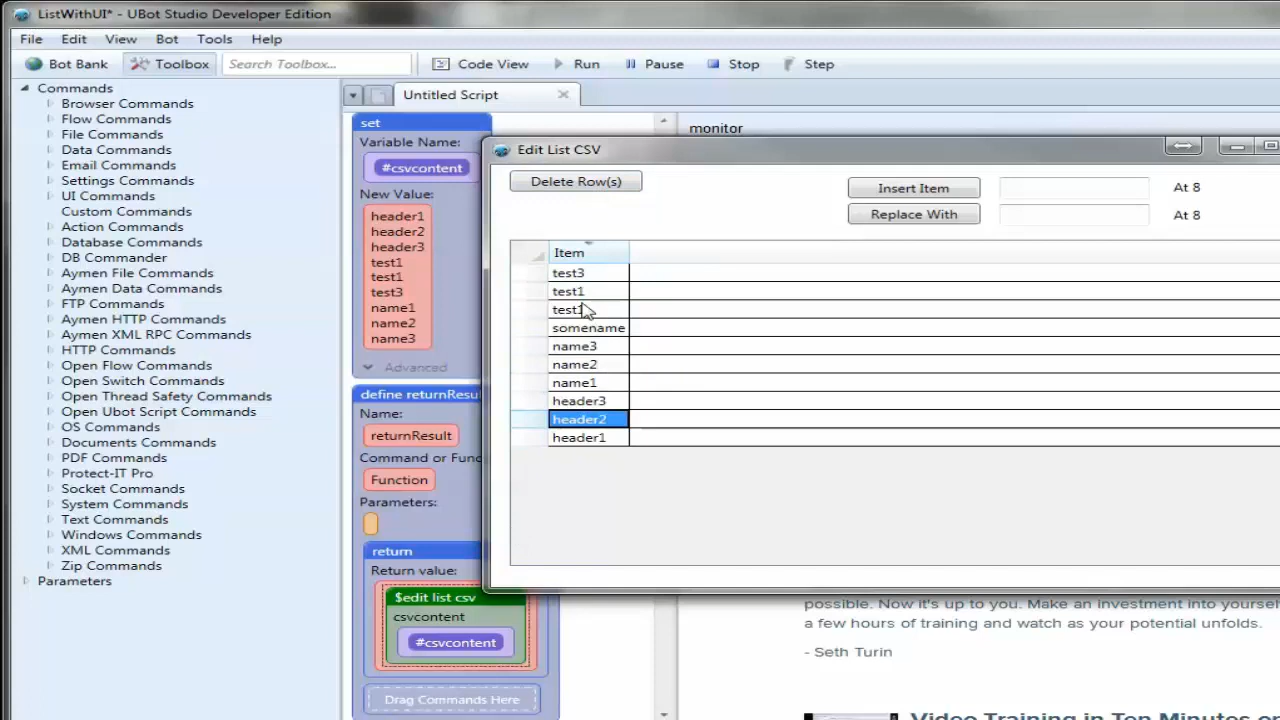 ListWithUI* - UBot Studio Developer Edition
File Edit View Bot Tools Help
Bot Bank Toolbox Search Toolbox... Code View Run Pause Stop Step
Commands
Browser Commands
Flow Commands
File Commands
Data Commands
Email Commands
Settings Commands
UI Commands
Custom Commands
Action Commands
Database Commands
DB Commander
Aymen File Commands
Aymen Data Commands
FTP Commands
Aymen HTTP Commands
Aymen XML RPC Commands
HTTP Commands
Open Flow Commands
Open Switch Commands
Open Thread Safety Commands
Open Ubot Script Commands
OS Commands
Documents Commands
PDF Commands
Protect-IT Pro
Socket Commands
System Commands
Text Commands
Windows Commands
XML Commands
Zip Commands
Parameters
Untitled Script
set
Variable Name:
#csvcontent
New Value:
header1
header2
header3
test1
test1
test3
name1
name2
name3
Advanced
define returnResu
Name:
returnResult
Command or Func
Function
Parameters:
return
Return value:
$edit list csv
csvcontent
#csvcontent
Drag Commands Here
monitor
Edit List CSV
Delete Row(s)
Insert Item At 8
Replace With At 8
Item
test3
test1
somename
name3
name2
name1
header3
header2
header1
possible. Now it's up to you. Make an investment into yourself
a few hours of training and watch as your potential unfolds.
- Seth Turin
Video Training in Ten Minutes or